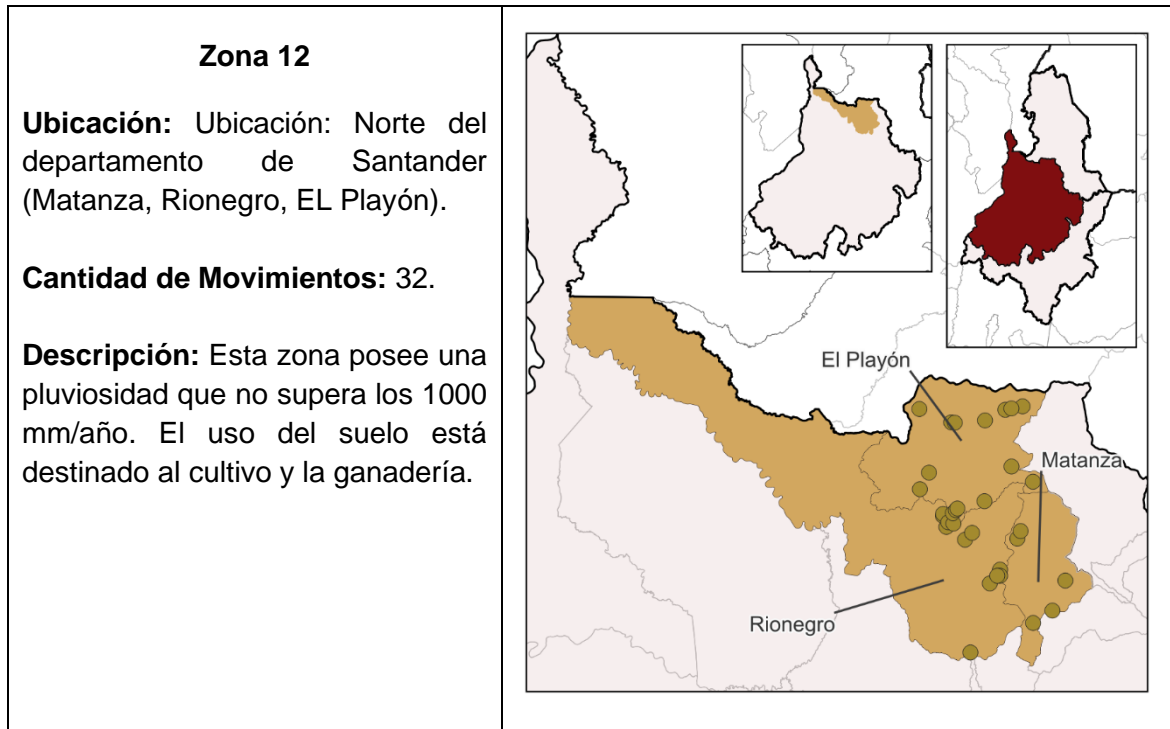 Zona 12
Ubicación: Ubicación: Norte del
departamento de Santander
(Matanza, Rionegro, EL Playón).
Cantidad de Movimientos: 32.
Descripción: Esta zona posee una
pluviosidad que no supera los 1000
mm/año. El uso del suelo está
destinado al cultivo y la ganadería.
El Playón
Matanza
Rionegro